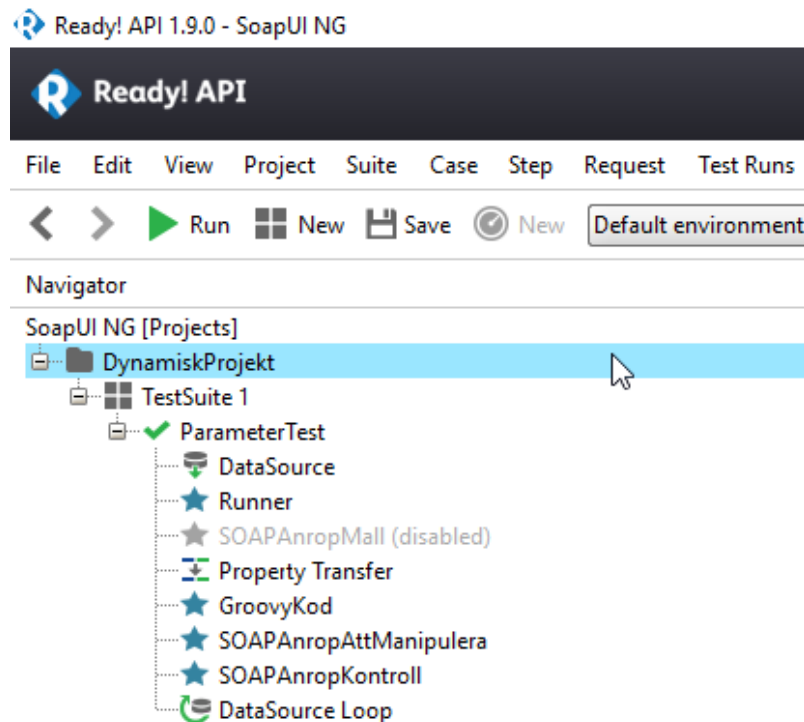 Ready! API 1.9.0 - SoapUI NG
Ready! API
File Edit View Project Suite Case Step Request Test Runs
Run New Save New Default environment
Navigator
SoapUI NG [Projects]
DynamiskProjekt
TestSuite 1
ParameterTest
DataSource
Runner
SOAPAnropMall (disabled)
Property Transfer
GroovyKod
SOAPAnropAttManipulera
SOAPAnropKontroll
DataSource Loop